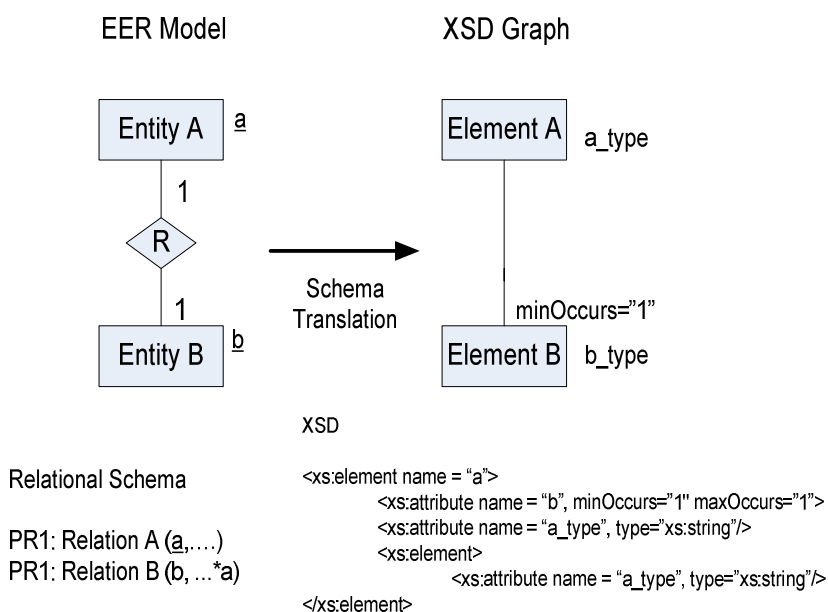 EER Model
XSD Graph
Entity A a
1
R
1
Entity B b
Schema
Translation
Element A a_type
minOccurs="1"
Element B b_type
Relational Schema
PR1: Relation A (a,....)
PR1: Relation B (b, ...*a)
XSD
<xs:element name = “a”>
<xs:attribute name = “b”, minOccurs=”1" maxOccurs=”1”>
<xs:attribute name = “a_type”, type=”xs:string”/>
<xs:element>
<xs:attribute name = “a_type”, type=”xs:string”/>
</xs:element>